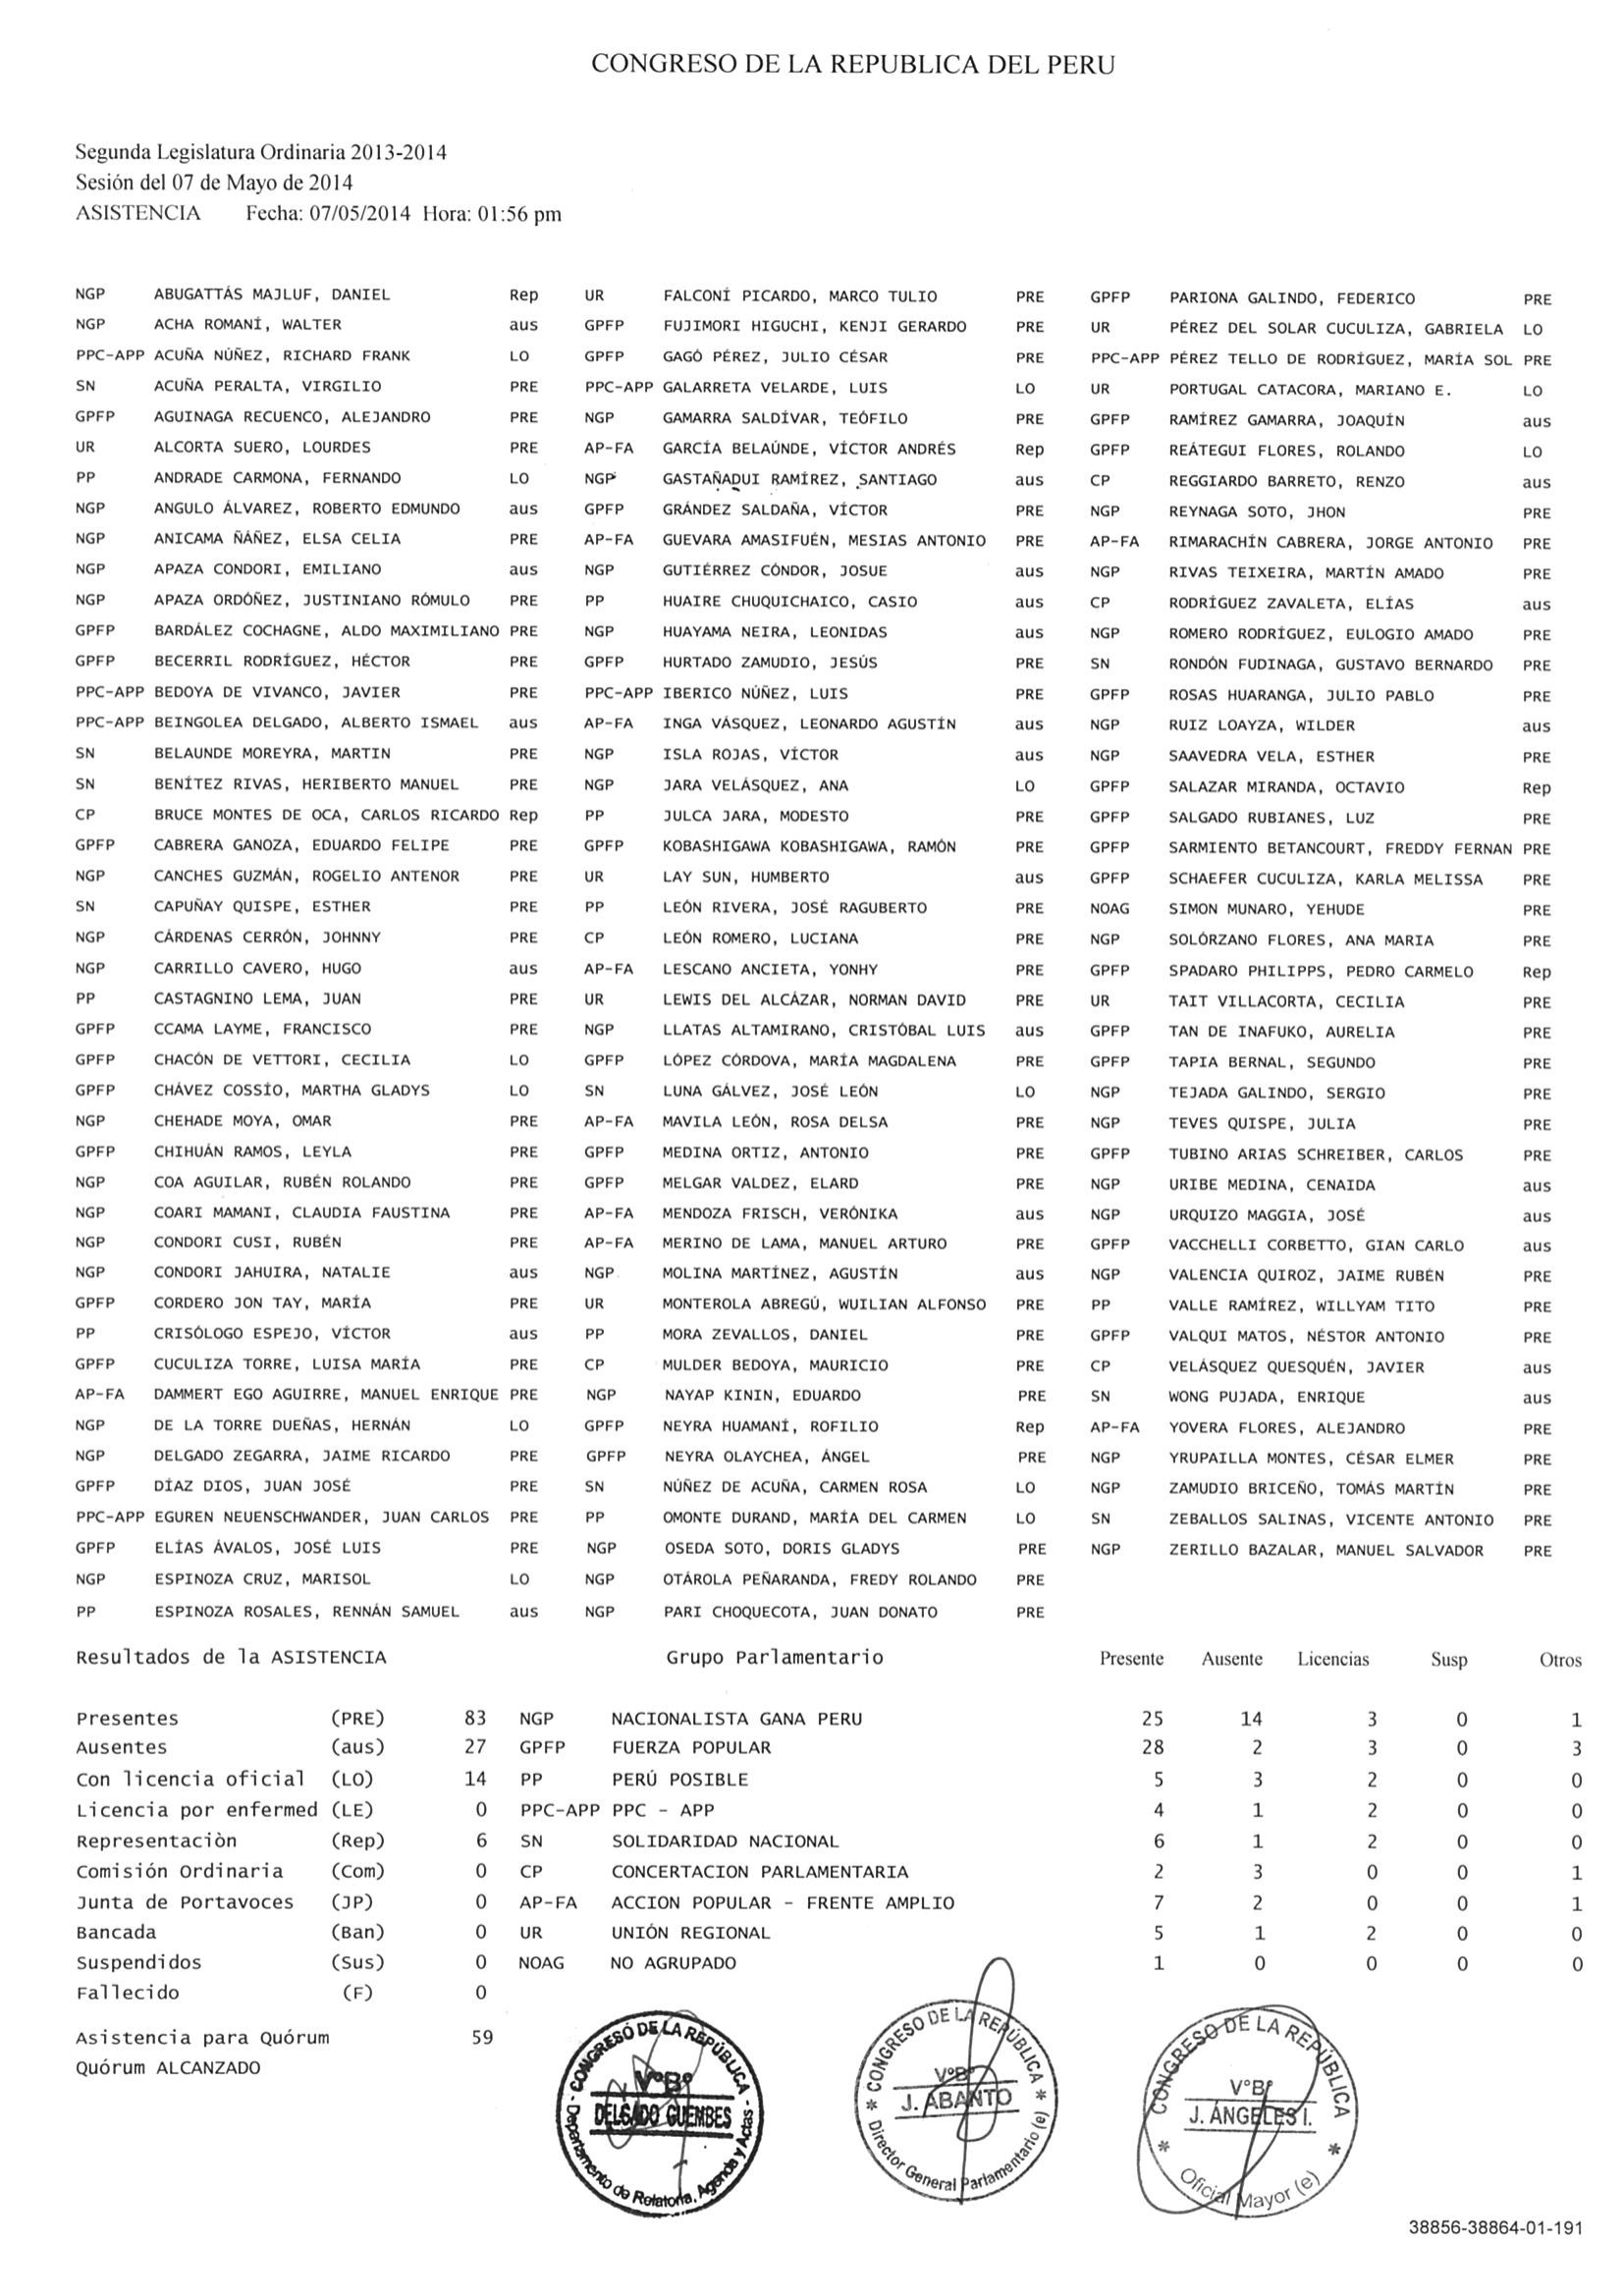 CONGRESO DE LA REPUBLICA DEL PERU
Segunda Legislatura Ordinaria 2013-2014
Sesión del 07 de Mayo de 2014
ASISTENCIA Fecha: 07/05/2014 Hora: 01:56 pm
NGP ABUGATTÁS MAJLUF, DANIEL Rep UR FALCONÍ PICARDO, MARCO TULIO PRE GPFP PARIONA GALINDO, FEDERICO PRE
NGP ACHA ROMANÍ, WALTER aus GPFP FUJIMORI HIGUCHI, KENJI GERARDO PRE UR PÉREZ DEL SOLAR CUCULIZA, GABRIELA LO
PPC-APP ACUÑA NÚÑEZ, RICHARD FRANK LO GPFP GAGÓ PÉREZ, JULIO CÉSAR PRE PPC-APP PÉREZ TELLO DE RODRÍGUEZ, MARÍA SOL PRE
SN ACUÑA PERALTA, VIRGILIO PRE PPC-APP GALARRETA VELARDE, LUIS LO UR PORTUGAL CATACORA, MARIANO E. LO
GPFP AGUINAGA RECUENCO, ALEJANDRO PRE NGP GAMARRA SALDÍVAR, TEÓFILO PRE GPFP RAMÍREZ GAMARRA, JOAQUÍN aus
UR ALCORTA SUERO, LOURDES PRE AP-FA GARCÍA BELAÚNDE, VÍCTOR ANDRÉS Rep GPFP REÁTEGUI FLORES, ROLANDO LO
PP ANDRADE CARMONA, FERNANDO LO NGP GASTAÑADUI RAMÍREZ, SANTIAGO aus CP REGGIARDO BARRETO, RENZO aus
NGP ANGULO ÁLVAREZ, ROBERTO EDMUNDO aus GPFP GRÁNDEZ SALDAÑA, VÍCTOR PRE NGP REYNAGA SOTO, JHON PRE
NGP ANICAMA ÑÁÑEZ, ELSA CELIA PRE AP-FA GUEVARA AMASIFUÉN, MESIAS ANTONIO PRE AP-FA RIMARACHÍN CABRERA, JORGE ANTONIO PRE
NGP APAZA CONDORI, EMILIANO aus NGP GUTIÉRREZ CÓNDOR, JOSUE aus NGP RIVAS TEIXEIRA, MARTÍN AMADO PRE
NGP APAZA ORDÓÑEZ, JUSTINIANO RÓMULO PRE PP HUAIRE CHUQUICHAICO, CASIO aus CP RODRÍGUEZ ZAVALETA, ELÍAS aus
GPFP BARDÁLEZ COCHAGNE, ALDO MAXIMILIANO PRE NGP HUAYAMA NEIRA, LEONIDAS aus NGP ROMERO RODRÍGUEZ, EULOGIO AMADO PRE
GPFP BECERRIL RODRÍGUEZ, HÉCTOR PRE GPFP HURTADO ZAMUDIO, JESÚS PRE SN RONDÓN FUDINAGA, GUSTAVO BERNARDO PRE
PPC-APP BEDOYA DE VIVANCO, JAVIER PRE PPC-APP IBERICO NÚÑEZ, LUIS PRE GPFP ROSAS HUARANGA, JULIO PABLO PRE
PPC-APP BEINGOLEA DELGADO, ALBERTO ISMAEL aus AP-FA INGA VÁSQUEZ, LEONARDO AGUSTÍN aus NGP RUIZ LOAYZA, WILDER aus
SN BELAUNDE MOREYRA, MARTIN PRE NGP ISLA ROJAS, VÍCTOR aus NGP SAAVEDRA VELA, ESTHER PRE
SN BENÍTEZ RIVAS, HERIBERTO MANUEL PRE NGP JARA VELÁSQUEZ, ANA LO GPFP SALAZAR MIRANDA, OCTAVIO Rep
CP BRUCE MONTES DE OCA, CARLOS RICARDO Rep PP JULCA JARA, MODESTO PRE GPFP SALGADO RUBIANES, LUZ PRE
GPFP CABRERA GANOZA, EDUARDO FELIPE PRE GPFP KOBASHIGAWA KOBASHIGAWA, RAMÓN PRE GPFP SARMIENTO BETANCOURT, FREDDY FERNAN PRE
NGP CANCHES GUZMÁN, ROGELIO ANTENOR PRE UR LAY SUN, HUMBERTO aus GPFP SCHAEFER CUCULIZA, KARLA MELISSA PRE
SN CAPUÑAY QUISPE, ESTHER PRE PP LEÓN RIVERA, JOSÉ RAGUBERTO PRE NOAG SIMON MUNARO, YEHUDE PRE
NGP CÁRDENAS CERRÓN, JOHNNY PRE CP LEÓN ROMERO, LUCIANA PRE NGP SOLÓRZANO FLORES, ANA MARIA PRE
NGP CARRILLO CAVERO, HUGO aus AP-FA LESCANO ANCIETA, YONHY PRE GPFP SPADARO PHILIPPS, PEDRO CARMELO Rep
PP CASTAGNINO LEMA, JUAN PRE UR LEWIS DEL ALCÁZAR, NORMAN DAVID PRE UR TAIT VILLACORTA, CECILIA PRE
GPFP CCAMA LAYME, FRANCISCO PRE NGP LLATAS ALTAMIRANO, CRISTÓBAL LUIS aus GPFP TAN DE INAFUKO, AURELIA PRE
GPFP CHACÓN DE VETTORI, CECILIA LO GPFP LÓPEZ CÓRDOVA, MARÍA MAGDALENA PRE GPFP TAPIA BERNAL, SEGUNDO PRE
GPFP CHÁVEZ COSSÍO, MARTHA GLADYS LO SN LUNA GÁLVEZ, JOSÉ LEÓN LO NGP TEJADA GALINDO, SERGIO PRE
NGP CHEHADE MOYA, OMAR PRE AP-FA MAVILA LEÓN, ROSA DELSA PRE NGP TEVES QUISPE, JULIA PRE
GPFP CHIHUÁN RAMOS, LEYLA PRE GPFP MEDINA ORTIZ, ANTONIO PRE GPFP TUBINO ARIAS SCHREIBER, CARLOS PRE
NGP COA AGUILAR, RUBÉN ROLANDO PRE GPFP MELGAR VALDEZ, ELARD PRE NGP URIBE MEDINA, CENAIDA aus
NGP COARI MAMANI, CLAUDIA FAUSTINA PRE AP-FA MENDOZA FRISCH, VERÓNIKA aus NGP URQUIZO MAGGIA, JOSÉ aus
NGP CONDORI CUSI, RUBÉN PRE AP-FA MERINO DE LAMA, MANUEL ARTURO PRE GPFP VACCHELLI CORBETTO, GIAN CARLO aus
NGP CONDORI JAHUIRA, NATALIE aus NGP MOLINA MARTÍNEZ, AGUSTÍN aus NGP VALENCIA QUIROZ, JAIME RUBÉN PRE
GPFP CORDERO JON TAY, MARÍA PRE UR MONTEROLA ABREGÚ, WUILIAN ALFONSO PRE PP VALLE RAMÍREZ, WILLYAM TITO PRE
PP CRISÓLOGO ESPEJO, VÍCTOR aus PP MORA ZEVALLOS, DANIEL PRE GPFP VALQUI MATOS, NÉSTOR ANTONIO PRE
GPFP CUCULIZA TORRE, LUISA MARÍA PRE CP MULDER BEDOYA, MAURICIO PRE CP VELÁSQUEZ QUESQUÉN, JAVIER aus
AP-FA DAMMERT EGO AGUIRRE, MANUEL ENRIQUE PRE NGP NAYAP KININ, EDUARDO PRE SN WONG PUJADA, ENRIQUE aus
NGP DE LA TORRE DUEÑAS, HERNÁN LO GPFP NEYRA HUAMANÍ, ROFILIO Rep AP-FA YOVERA FLORES, ALEJANDRO PRE
NGP DELGADO ZEGARRA, JAIME RICARDO PRE GPFP NEYRA OLAYCHEA, ÁNGEL PRE NGP YRUPAILLA MONTES, CÉSAR ELMER PRE
GPFP DÍAZ DIOS, JUAN JOSÉ PRE SN NÚÑEZ DE ACUÑA, CARMEN ROSA LO NGP ZAMUDIO BRICEÑO, TOMÁS MARTÍN PRE
PPC-APP EGUREN NEUENSCHWANDER, JUAN CARLOS PRE PP OMONTE DURAND, MARÍA DEL CARMEN LO SN ZEBALLOS SALINAS, VICENTE ANTONIO PRE
GPFP ELÍAS ÁVALOS, JOSÉ LUIS PRE NGP OSEDA SOTO, DORIS GLADYS PRE NGP ZERILLO BAZALAR, MANUEL SALVADOR PRE
NGP ESPINOZA CRUZ, MARISOL LO NGP OTÁROLA PEÑARANDA, FREDY ROLANDO PRE
PP ESPINOZA ROSALES, RENNÁN SAMUEL aus NGP PARI CHOQUECOTA, JUAN DONATO PRE
Resultados de la ASISTENCIA Grupo Parlamentario Presente Ausente Licencias Susp Otros
Presentes (PRE) 83 NGP NACIONALISTA GANA PERU 25 14 3 0 1
Ausentes (aus) 27 GPFP FUERZA POPULAR 28 2 3 0 3
Con licencia oficial (LO) 14 PP PERÚ POSIBLE 5 3 2 0 0
Licencia por enfermed (LE) 0 PPC-APP PPC - APP 4 1 2 0 0
Representaciòn (Rep) 6 SN SOLIDARIDAD NACIONAL 6 1 2 0 0
Comisión Ordinaria (Com) 0 CP CONCERTACION PARLAMENTARIA 2 3 0 0 1
Junta de Portavoces (JP) 0 AP-FA ACCION POPULAR - FRENTE AMPLIO 7 2 0 0 1
Bancada (Ban) 0 UR UNIÓN REGIONAL 5 1 2 0 0
Suspendidos (Sus) 0 NOAG NO AGRUPADO 1 0 0 0 0
Fallecido (F) 0
Asistencia para Quórum 59
Quórum ALCANZADO
CONGRESO DE LA REPÚBLICA
V°B°
DELGADO GUEMBES
Departamento de Relatoría, Agenda y Actas
CONGRESO DE LA REPÚBLICA
V°B°
J. ABANTO
Director General Parlamentario (e)
CONGRESO DE LA REPÚBLICA
V°B°
J. ÁNGELES I.
Oficial Mayor (e)
38856-38864-01-191